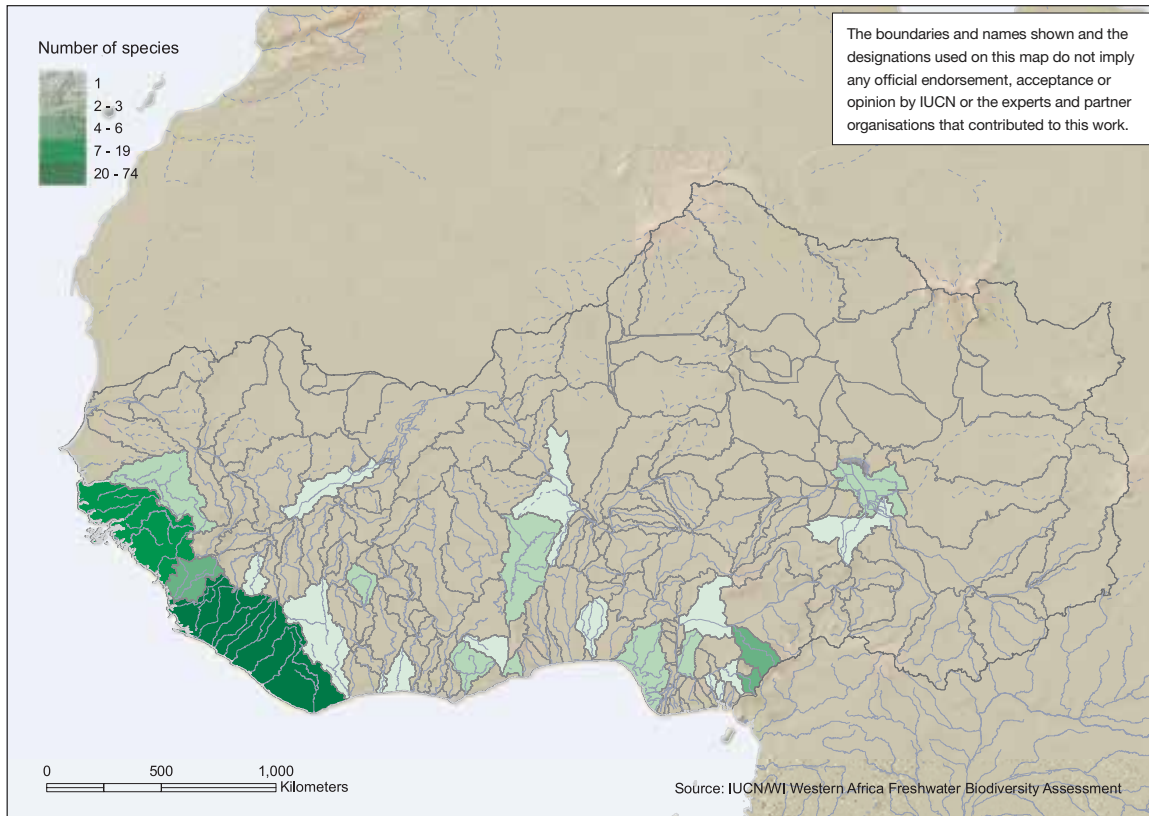 Number of species
1
2 - 3
4 - 6
7 - 19
20 - 74
The boundaries and names shown and the
designations used on this map do not imply
any official endorsement, acceptance or
opinion by IUCN or the experts and partner
organisations that contributed to this work.
0 500 1,000
Kilometers
Source: IUCN/WI Western Africa Freshwater Biodiversity Assessment